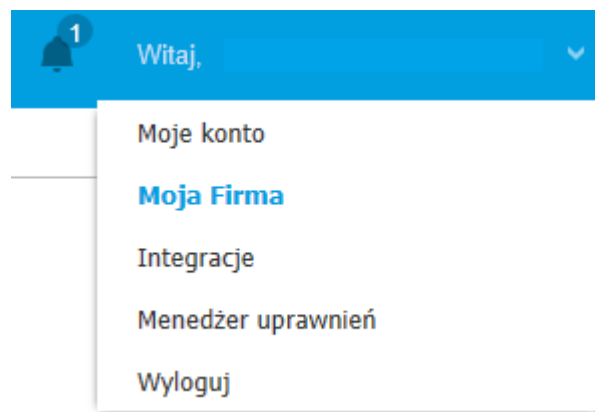 1
Witaj,
Moje konto
Moja Firma
Integracje
Menedżer uprawnień
Wyloguj